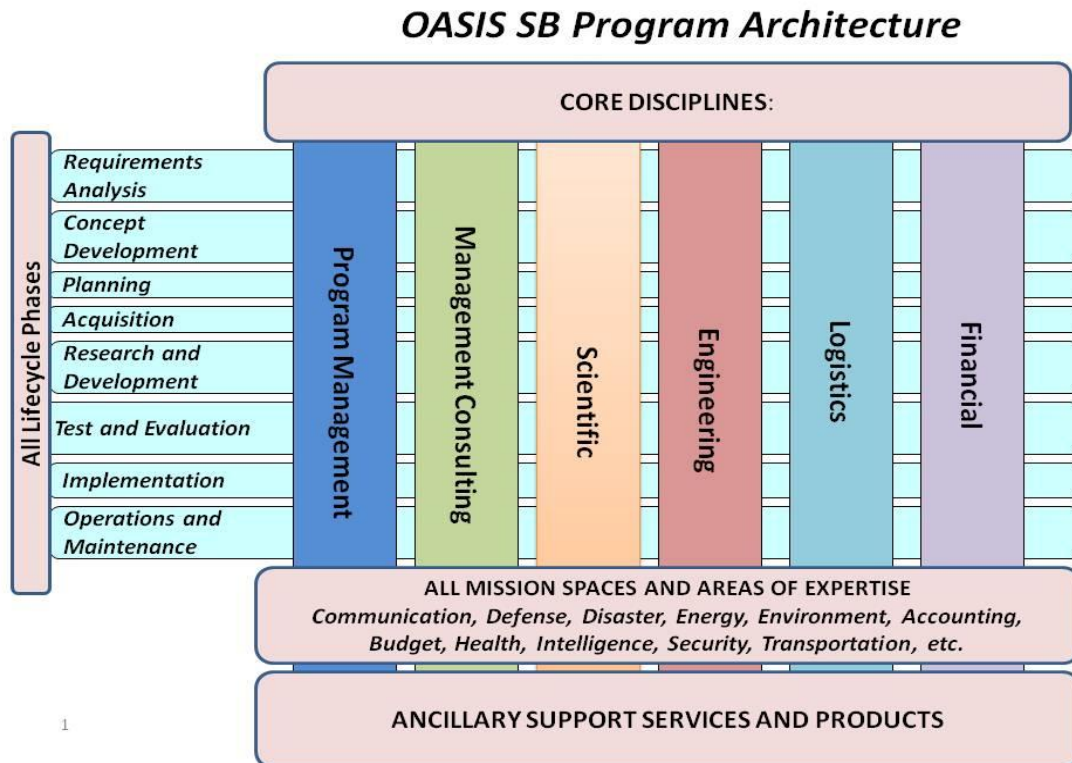 OASIS SB Program Architecture
CORE DISCIPLINES:
All Lifecycle Phases
Requirements
Analysis
Concept
Development
Planning
Acquisition
Research and
Development
Test and Evaluation
Implementation
Operations and
Maintenance
Program Management
Management Consulting
Scientific
Engineering
Logistics
Financial
ALL MISSION SPACES AND AREAS OF EXPERTISE
Communication, Defense, Disaster, Energy, Environment, Accounting,
Budget, Health, Intelligence, Security, Transportation, etc.
ANCILLARY SUPPORT SERVICES AND PRODUCTS
1